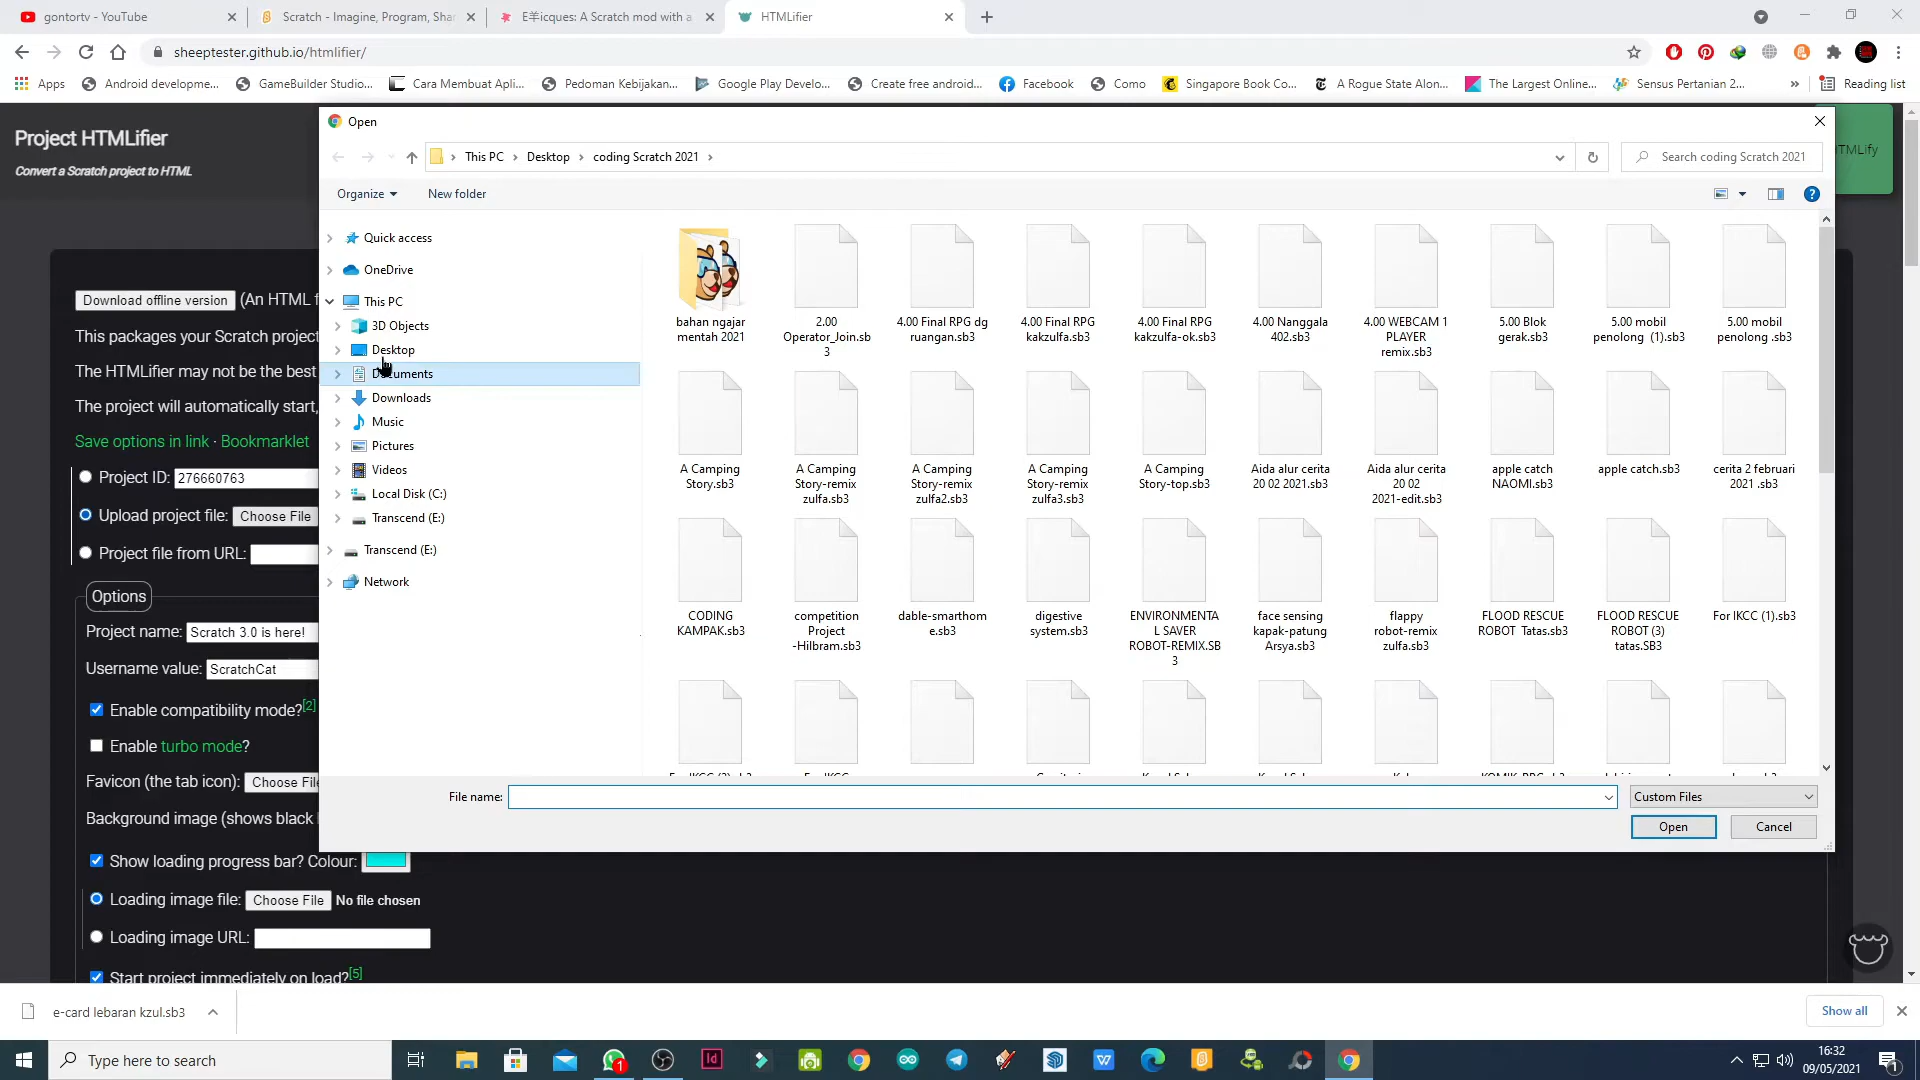 gontortv - YouTube
Scratch - Imagine, Program, Shar
E羊icques: A Scratch mod with a
HTMLifier
sheeptester.github.io/htmlifier/
Apps
Android developme...
GameBuilder Studio...
Cara Membuat Apli...
Pedoman Kebijakan...
Google Play Develo...
Create free android...
Facebook
Como
Singapore Book Co...
A Rogue State Alon...
The Largest Online...
Sensus Pertanian 2...
Reading list
Project HTMLifier
Convert a Scratch project to HTML
TMLify
Open
This PC > Desktop > coding Scratch 2021 >
Search coding Scratch 2021
Organize
New folder
Quick access
OneDrive
This PC
3D Objects
Desktop
Documents
Downloads
Music
Pictures
Videos
Local Disk (C:)
Transcend (E:)
Transcend (E:)
Network
bahan ngajar
mentah 2021
2.00
Operator_Join.sb
3
4.00 Final RPG dg
ruangan.sb3
4.00 Final RPG
kakzulfa.sb3
4.00 Final RPG
kakzulfa-ok.sb3
4.00 Nanggala
402.sb3
4.00 WEBCAM 1
PLAYER
remix.sb3
5.00 Blok
gerak.sb3
5.00 mobil
penolong (1).sb3
5.00 mobil
penolong .sb3
A Camping
Story.sb3
A Camping
Story-remix
zulfa.sb3
A Camping
Story-remix
zulfa2.sb3
A Camping
Story-remix
zulfa3.sb3
A Camping
Story-top.sb3
Aida alur cerita
20 02 2021.sb3
Aida alur cerita
20 02
2021-edit.sb3
apple catch
NAOMI.sb3
apple catch.sb3
cerita 2 februari
2021 .sb3
CODING
KAMPAK.sb3
competition
Project
-Hilbram.sb3
dable-smarthom
e.sb3
digestive
system.sb3
ENVIRONMENTA
L SAVER
ROBOT-REMIX.SB
3
face sensing
kapak-patung
Arsya.sb3
flappy
robot-remix
zulfa.sb3
FLOOD RESCUE
ROBOT Tatas.sb3
FLOOD RESCUE
ROBOT (3)
tatas.SB3
For IKCC (1).sb3
File name:
Custom Files
Open
Cancel
Download offline version (An HTML f
This packages your Scratch project
The HTMLifier may not be the best
The project will automatically start,
Save options in link · Bookmarklet
Project ID: 276660763
Upload project file: Choose File
Project file from URL:
Options
Project name: Scratch 3.0 is here!
Username value: ScratchCat
Enable compatibility mode?[2]
Enable turbo mode?
Favicon (the tab icon): Choose File
Background image (shows black
Show loading progress bar? Colour:
Loading image file: Choose File No file chosen
Loading image URL:
Start project immediately on load?[5]
e-card lebaran kzul.sb3
Show all
Type here to search
16:32
09/05/2021